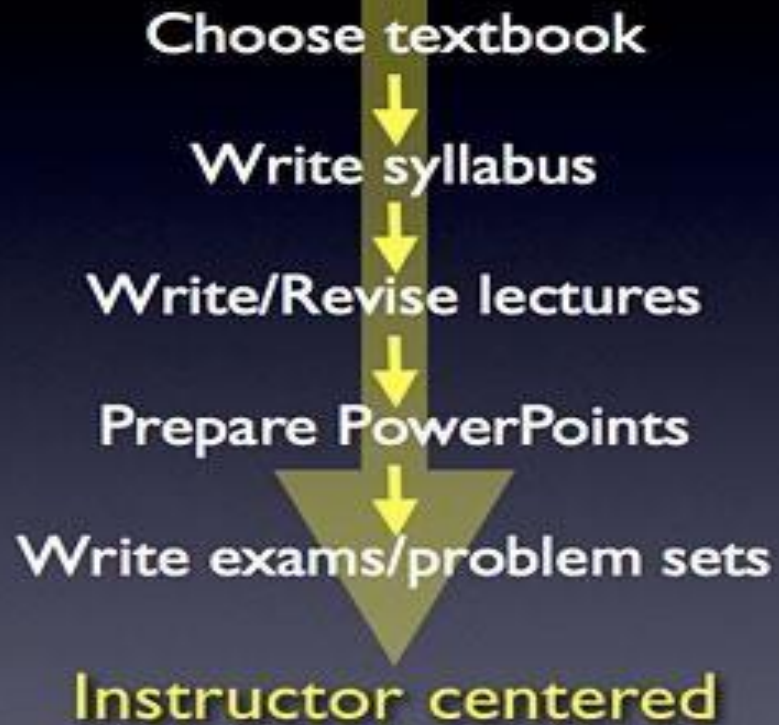 Choose textbook
Write syllabus
Write/Revise lectures
Prepare PowerPoints
Write exams/problem sets
Instructor centered